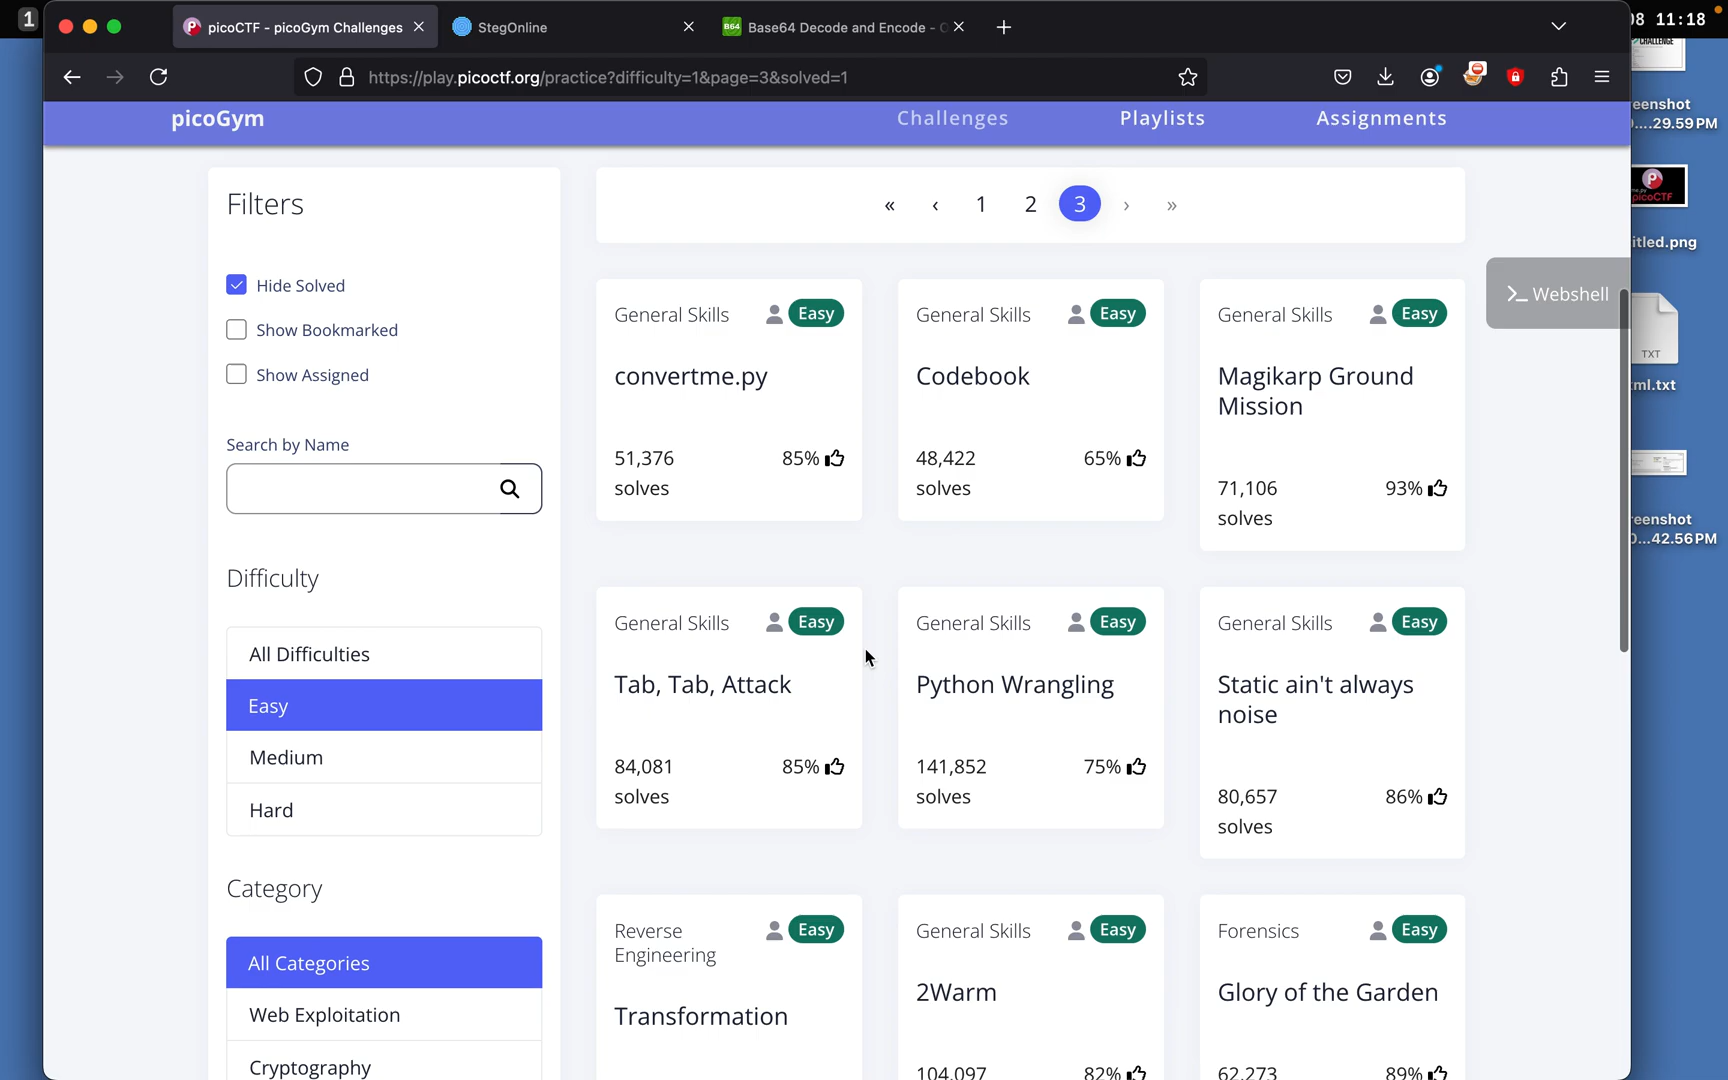 1
picoCTF - picoGym Challenges
StegOnline
B64
Base64 Decode and Encode -
08 11:18
https://play.picoctf.org/practice?difficulty=1&page=3&solved=1
picoGym
Challenges
Playlists
Assignments
Filters
Hide Solved
Show Bookmarked
Show Assigned
Search by Name
Difficulty
All Difficulties
Easy
Medium
Hard
Category
All Categories
Web Exploitation
Cryptography
« ‹ 1 2 3 › »
General Skills
Easy
convertme.py
51,376
solves
85%
General Skills
Easy
Codebook
48,422
solves
65%
General Skills
Easy
Magikarp Ground
Mission
71,106
solves
93%
General Skills
Easy
Tab, Tab, Attack
84,081
solves
85%
General Skills
Easy
Python Wrangling
141,852
solves
75%
General Skills
Easy
Static ain't always
noise
80,657
solves
86%
Reverse
Engineering
Easy
Transformation
General Skills
Easy
2Warm
104,097
82%
Forensics
Easy
Glory of the Garden
62,273
89%
>_ Webshell
CHALLENGE
reenshot
....29.59 PM
picoCTF
itled.png
TXT
ml.txt
reenshot
0...42.56 PM